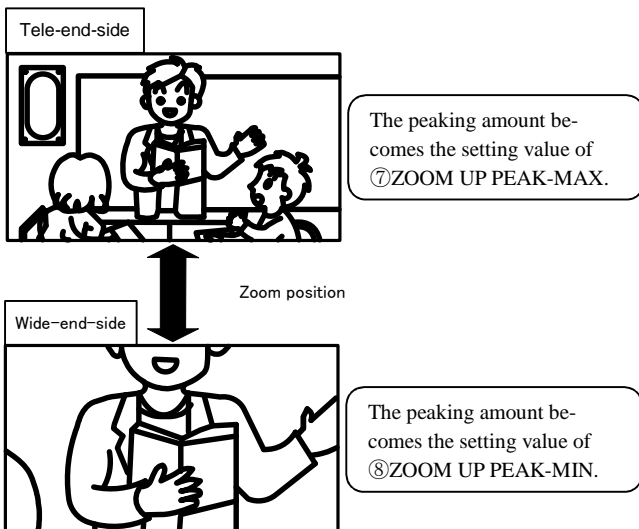 Tele-end-side
The peaking amount be-
comes the setting value of
⑦ZOOM UP PEAK-MAX.
Zoom position
Wide-end-side
The peaking amount be-
comes the setting value of
⑧ZOOM UP PEAK-MIN.